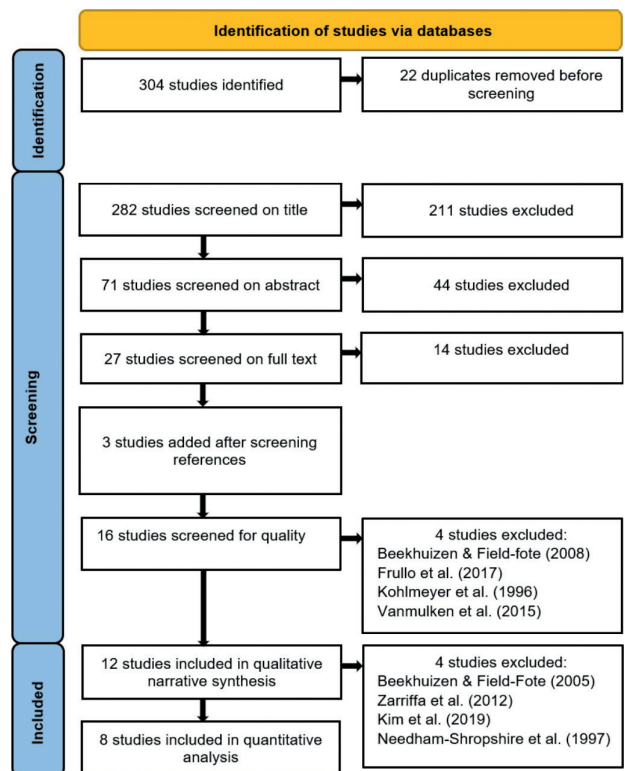 Identification of studies via databases
Identification
304 studies identified
22 duplicates removed before
screening
Screening
282 studies screened on title
211 studies excluded
71 studies screened on abstract
44 studies excluded
27 studies screened on full text
14 studies excluded
3 studies added after screening
references
16 studies screened for quality
4 studies excluded:
Beekhuizen & Field-fote (2008)
Frullo et al. (2017)
Kohlmeyer et al. (1996)
Vanmulken et al. (2015)
Included
12 studies included in qualitative
narrative synthesis
4 studies excluded:
Beekhuizen & Field-Fote (2005)
Zarriffa et al. (2012)
Kim et al. (2019)
Needham-Shropshire et al. (1997)
8 studies included in quantitative
analysis